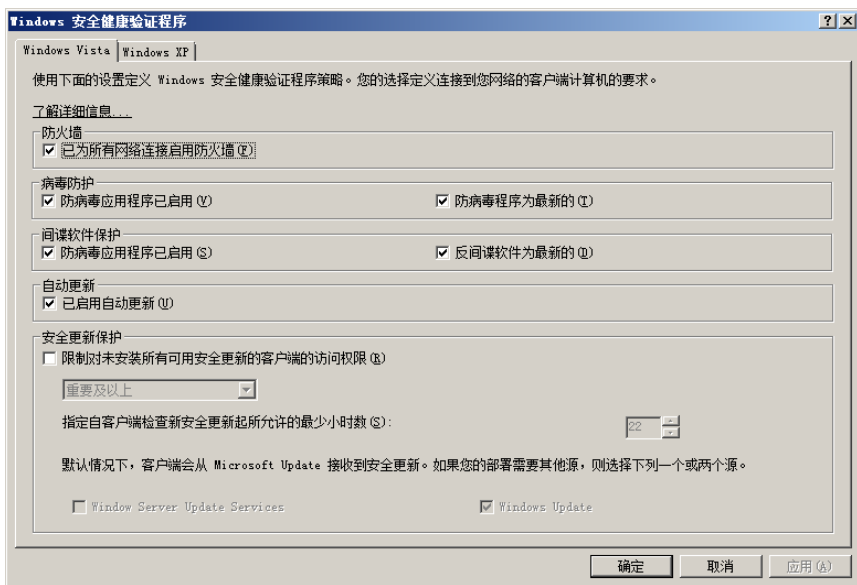 Windows 安全健康验证程序
Windows Vista Windows XP
使用下面的设置定义 Windows 安全健康验证程序策略。您的选择定义连接到您网络的客户端计算机的要求。
了解详细信息...
防火墙
已为所有网络连接启用防火墙(F)
病毒防护
防病毒应用程序已启用(V) 防病毒程序为最新的(T)
间谍软件保护
防病毒应用程序已启用(S) 反间谍软件为最新的(D)
自动更新
已启用自动更新(U)
安全更新保护
限制对未安装所有可用安全更新的客户端的访问权限(R)
重要及以上
指定自客户端检查新安全更新起所允许的最少小时数(S): 22
默认情况下，客户端会从 Microsoft Update 接收到安全更新。如果您的部署需要其他源，则选择下列一个或两个源。
Window Server Update Services Windows Update
确定 取消 应用(A)